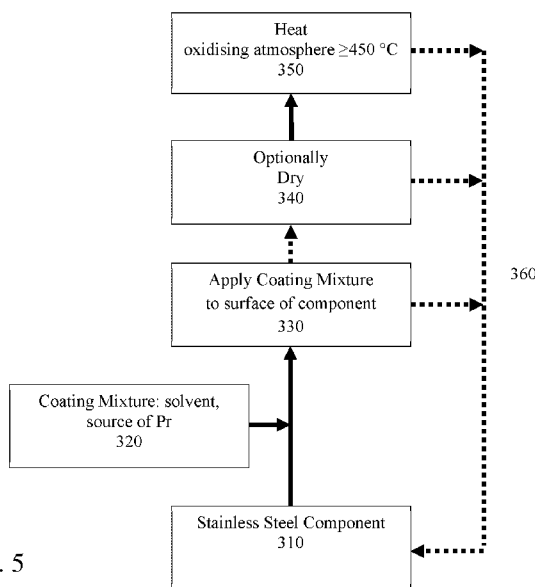 Heat
oxidising atmosphere ≥450 °C
350
Optionally
Dry
340
Apply Coating Mixture
to surface of component
330
360
Coating Mixture: solvent,
source of Pr
320
Stainless Steel Component
310
. 5